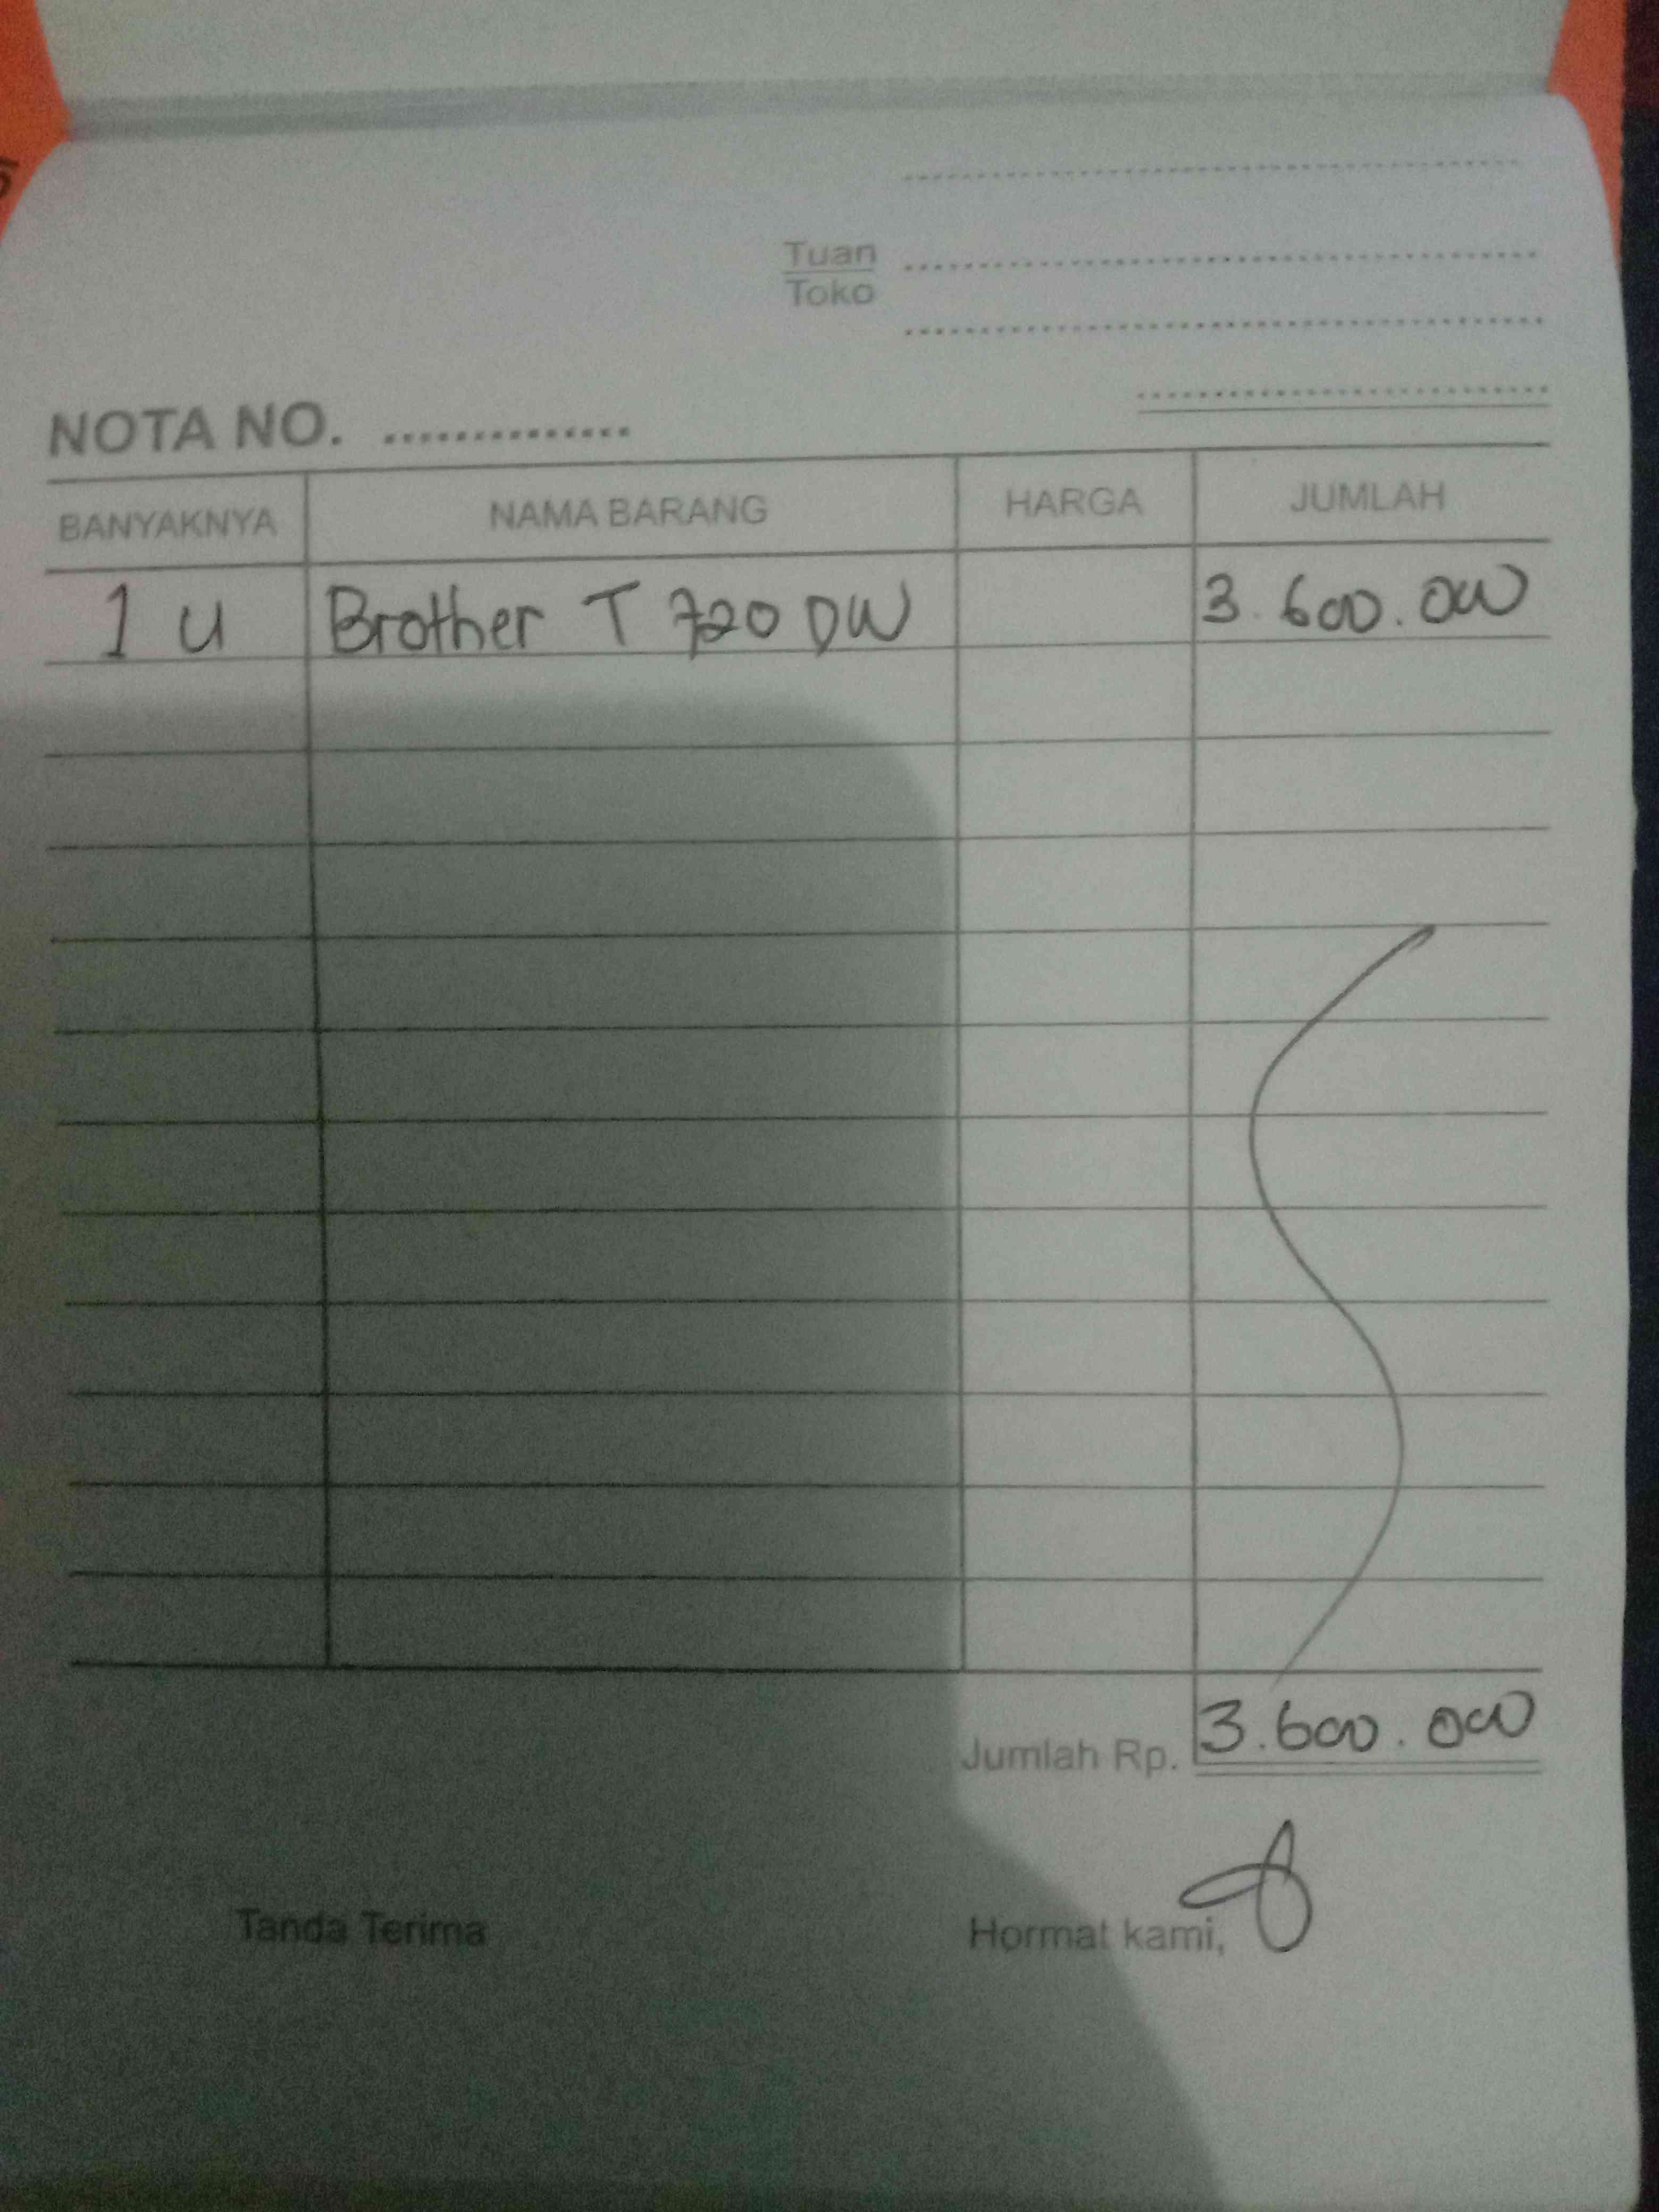 Tuan
Toko
NOTA NO. ..............
BANYAKNYA NAMA BARANG HARGA JUMLAH
1 u Brother T 720 DW 3.600.000
Jumlah Rp. 3.600.000
Tanda Terima Hormat kami,